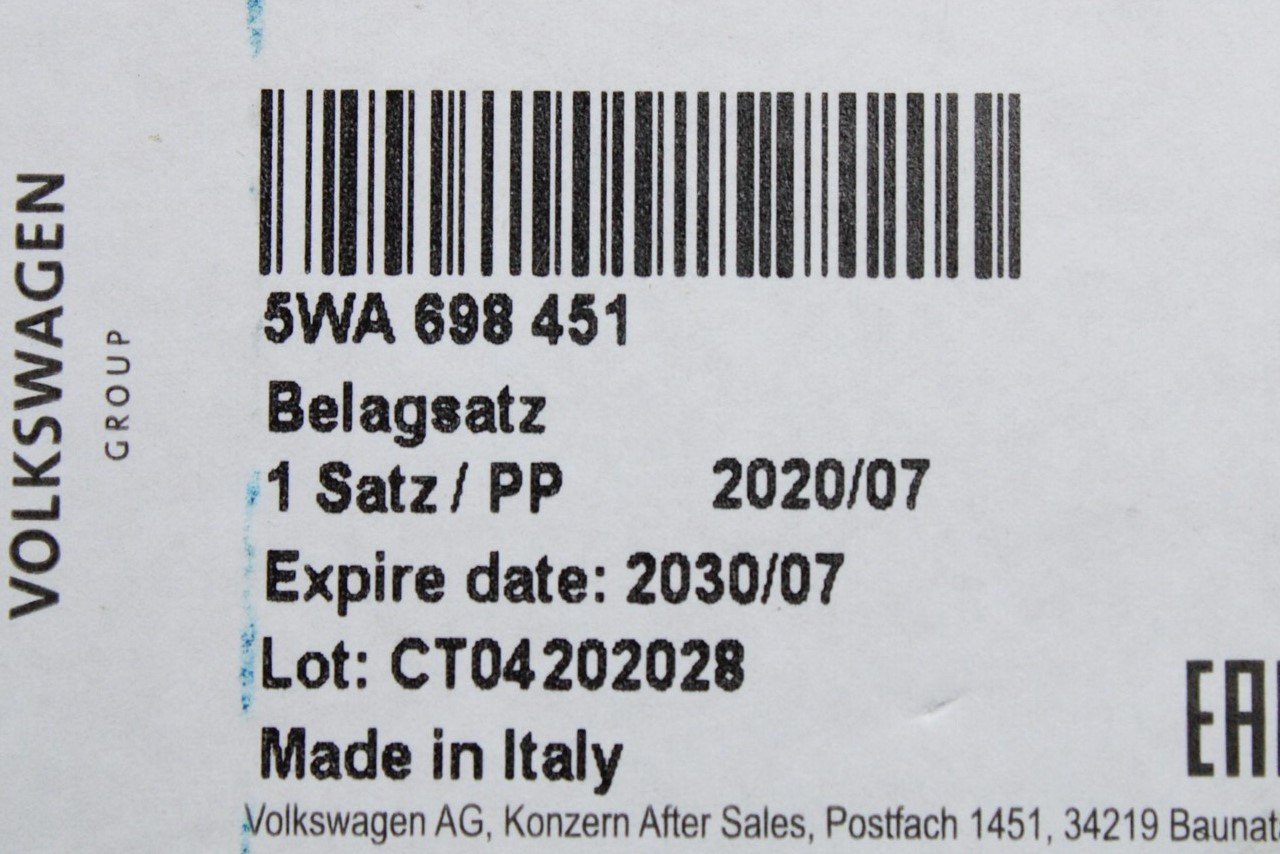 VOLKSWAGEN
GROUP
5WA 698 451
Belagsatz
1 Satz / PP 2020/07
Expire date: 2030/07
Lot: CT04202028
Made in Italy
Volkswagen AG, Konzern After Sales, Postfach 1451, 34219